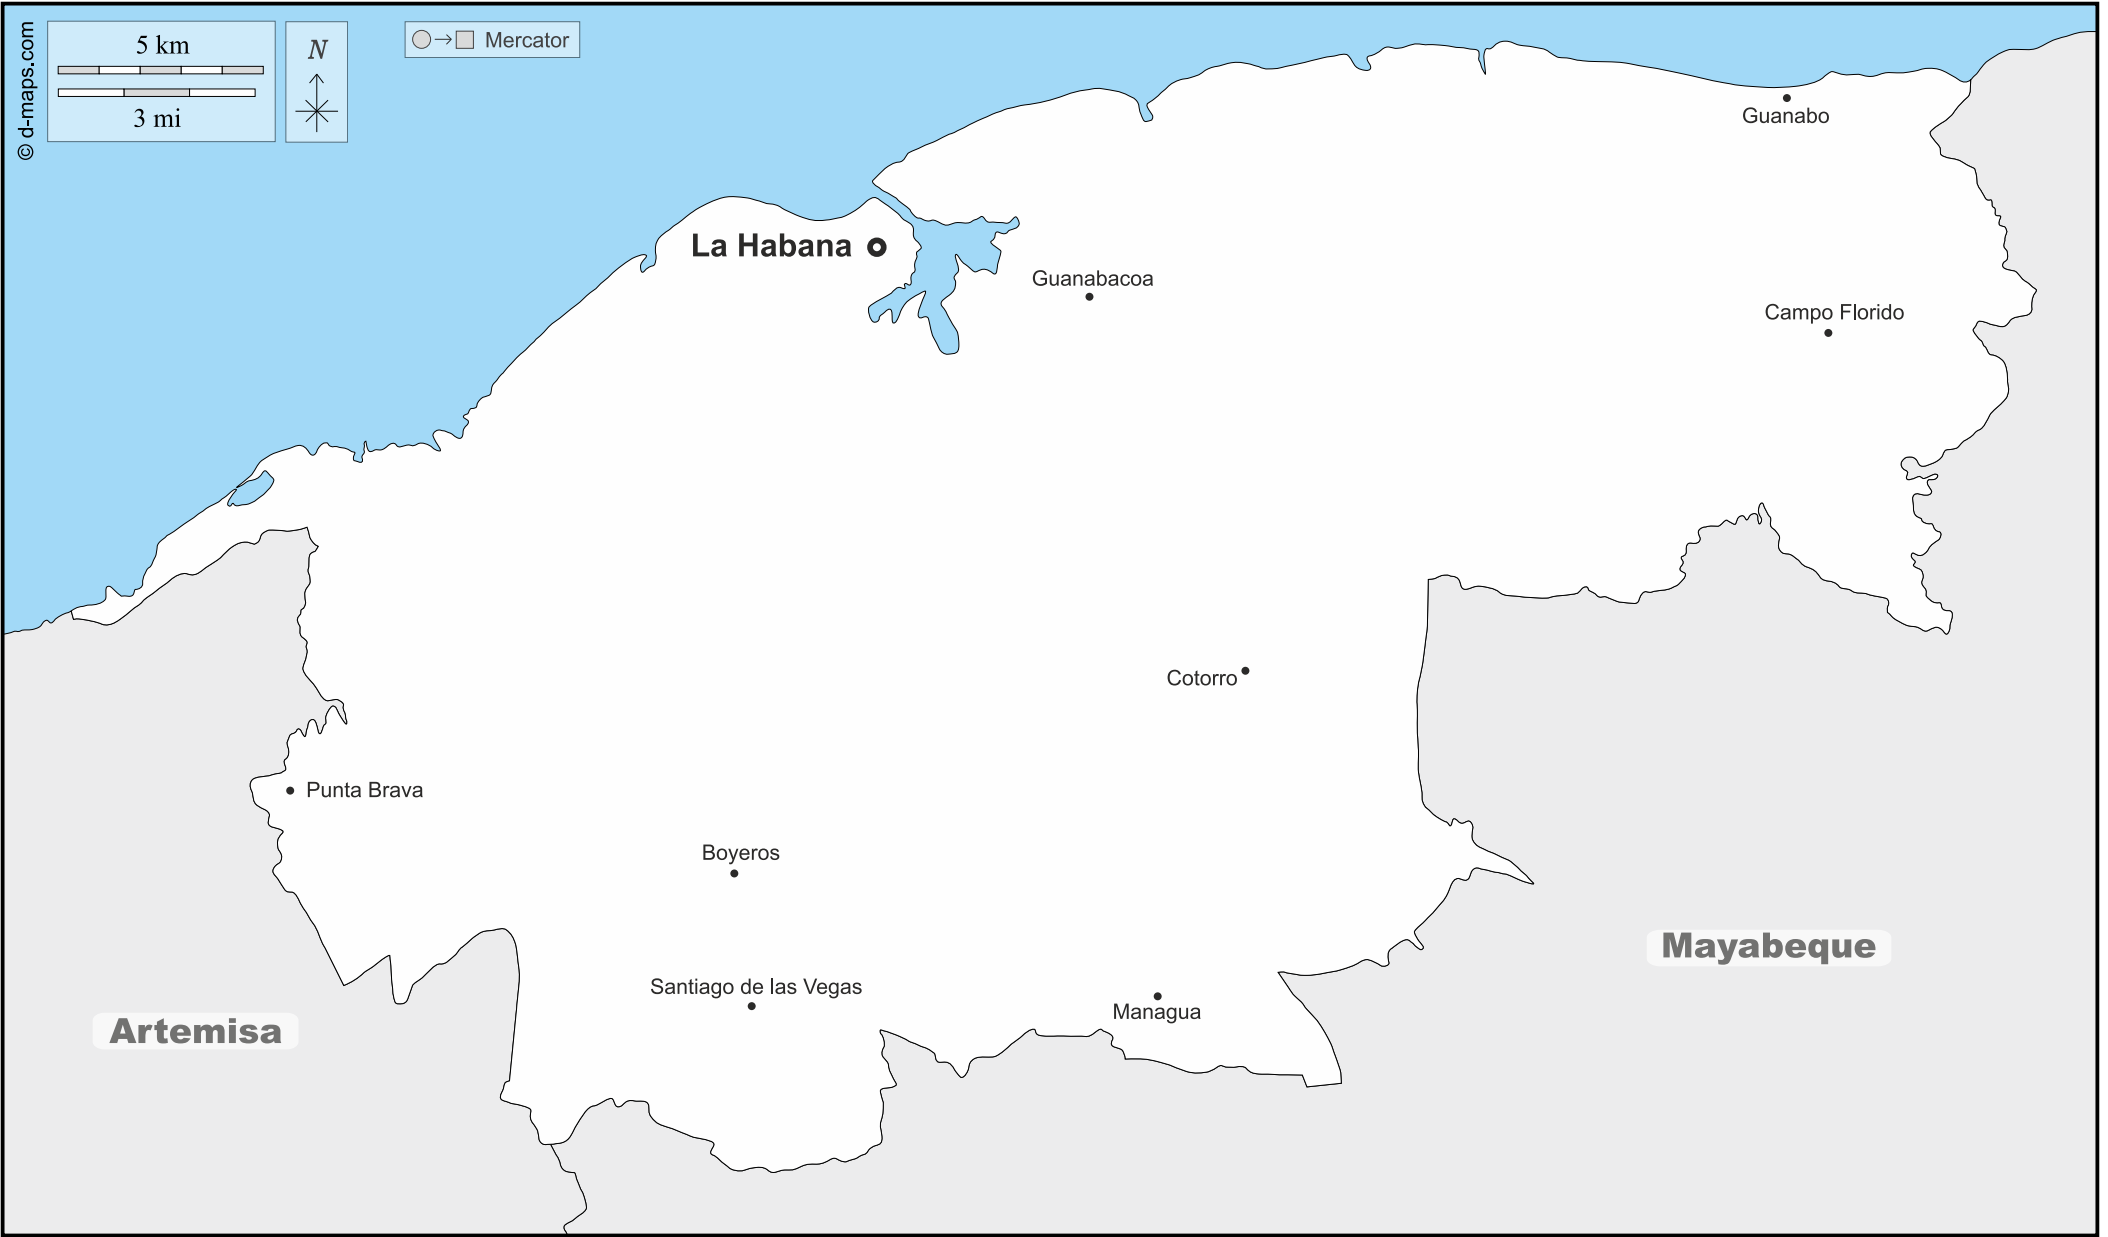 © d-maps.com
5 km
3 mi
N
Mercator
Guanabo
La Habana
Guanabacoa
Campo Florido
Cotorro
Punta Brava
Boyeros
Mayabeque
Santiago de las Vegas
Managua
Artemisa